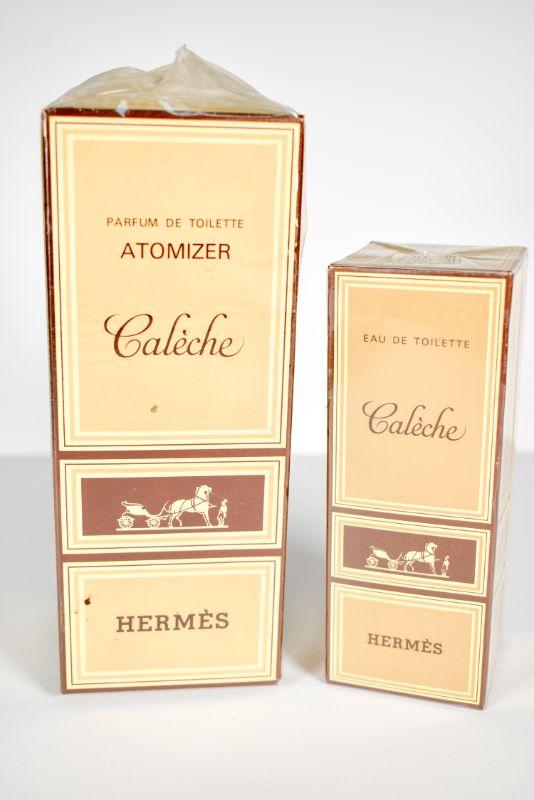 PARFUM DE TOILETTE
ATOMIZER
Calèche
HERMÈS
EAU DE TOILETTE
Calèche
HERMÈS